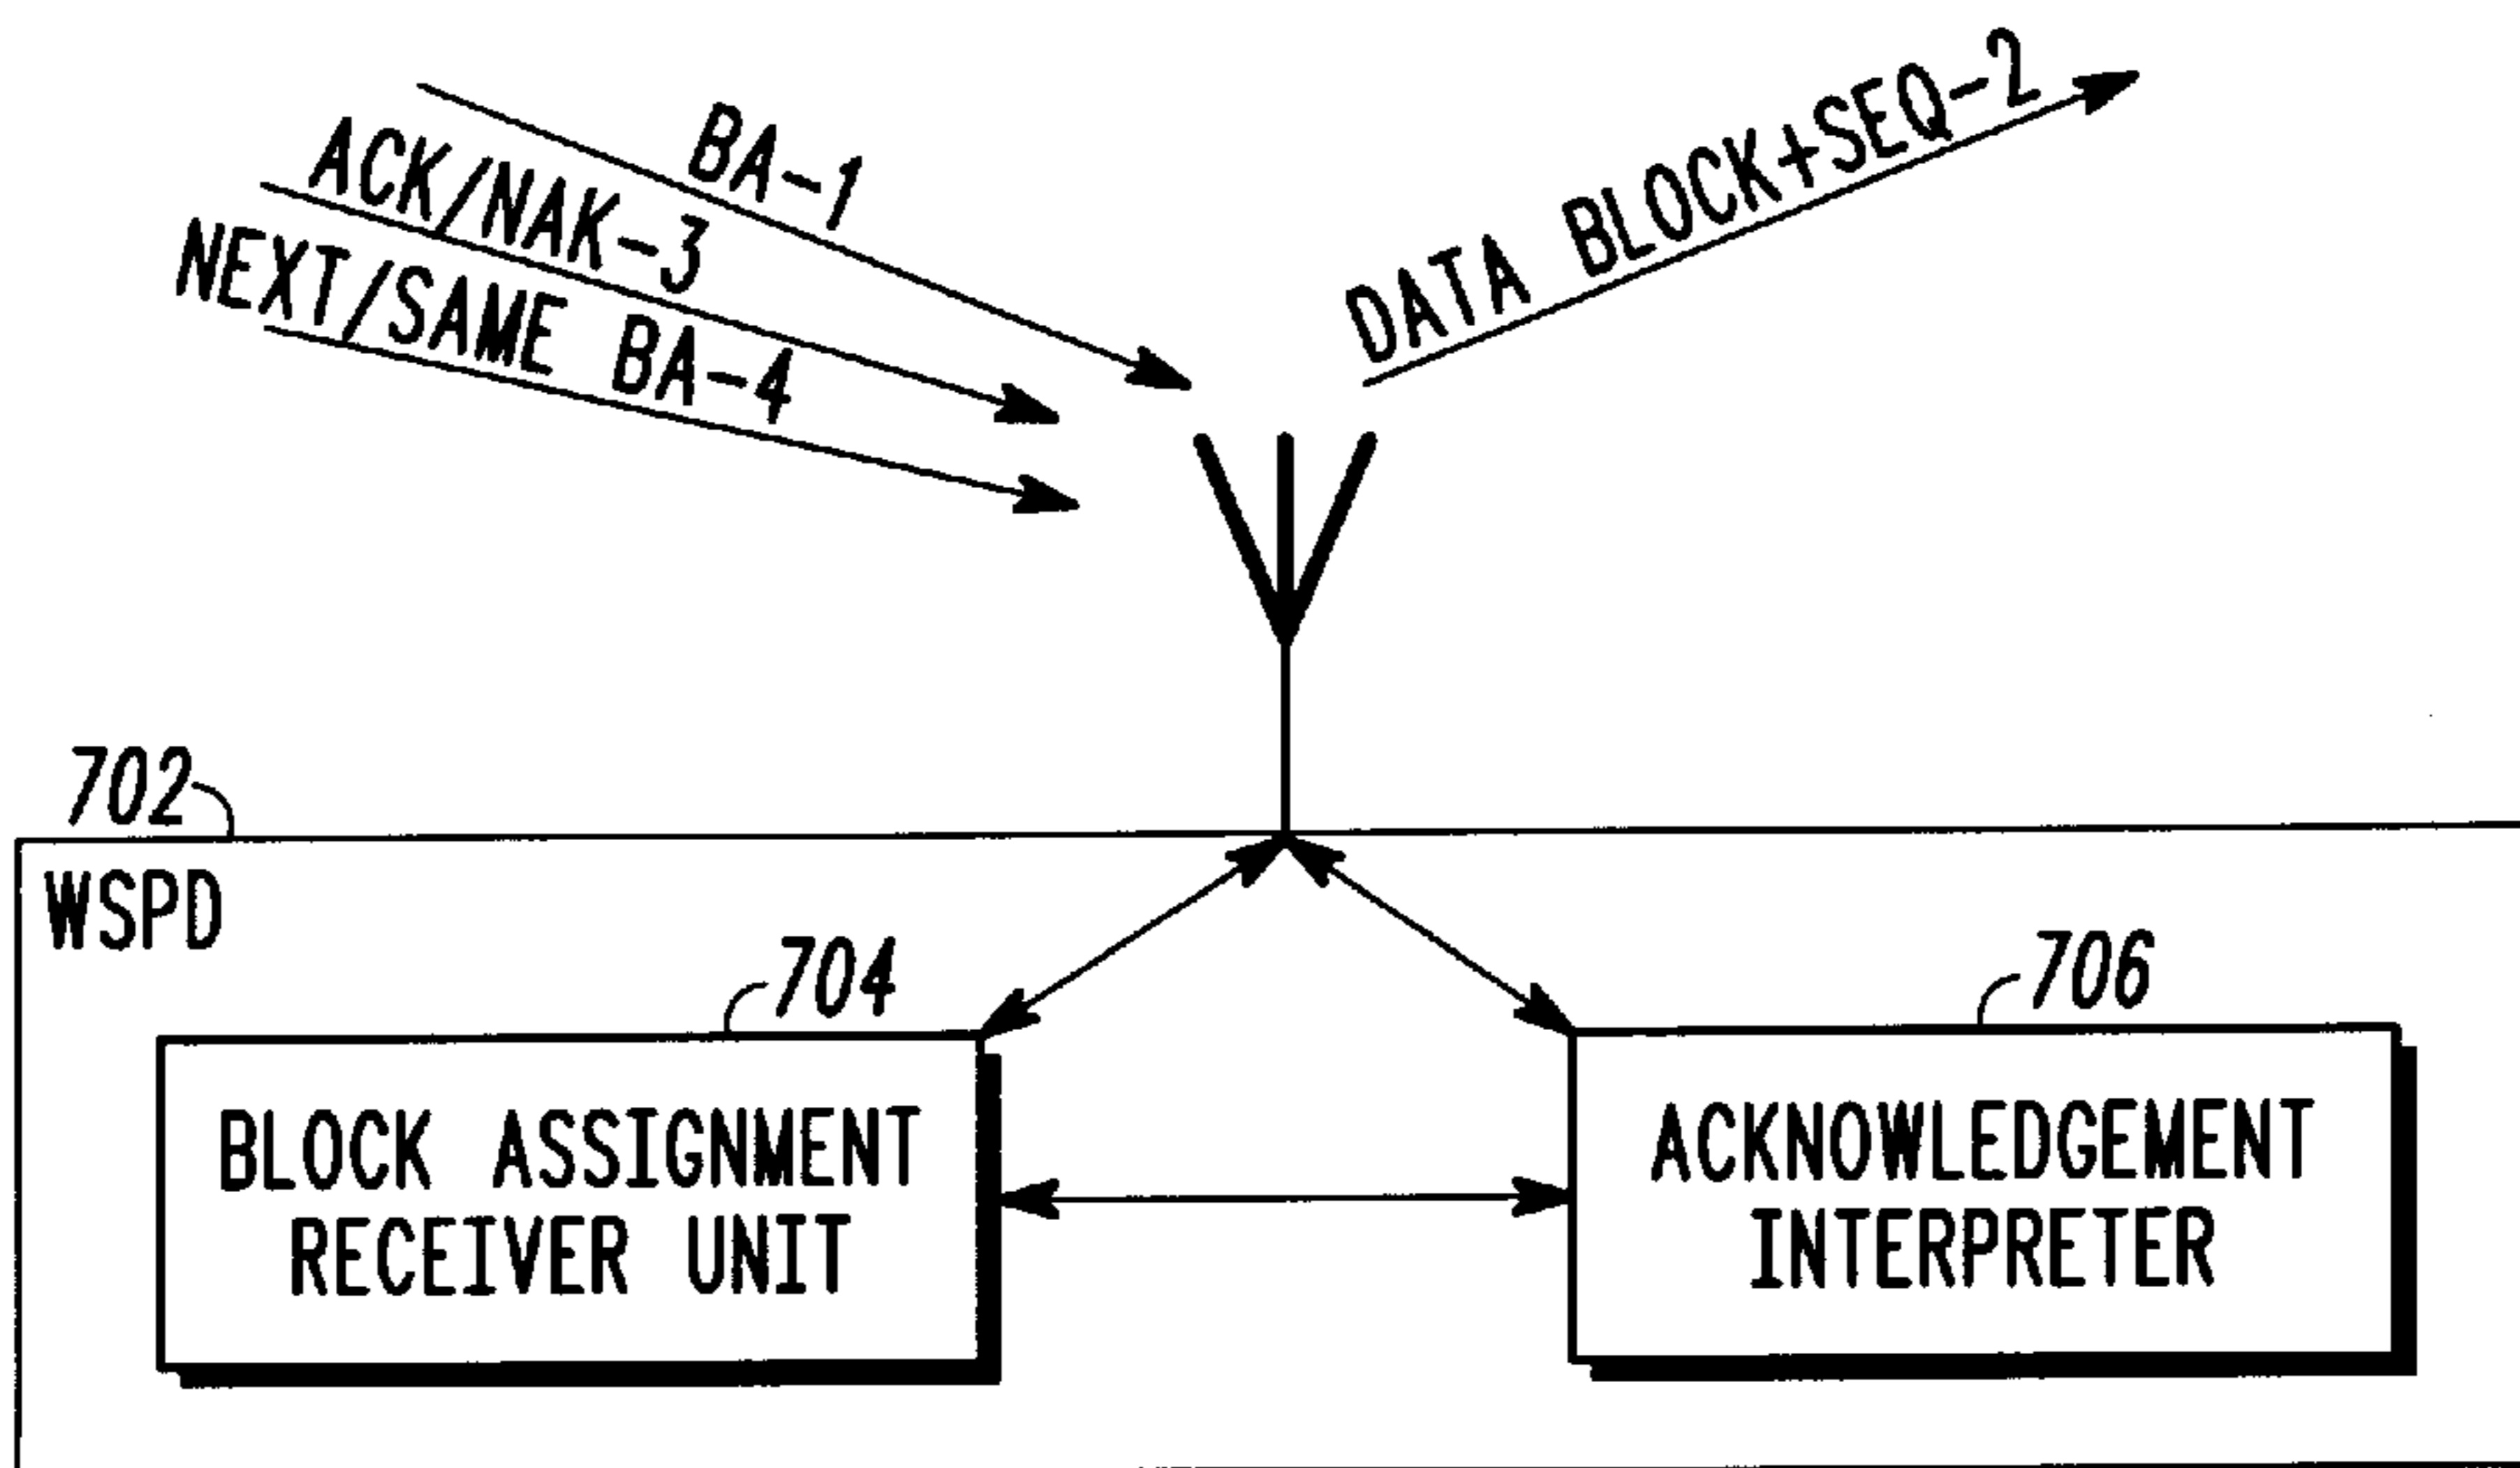 BA-1
ACK/NAK-3
NEXT/SAME BA-4
DATA BLOCK+SEQ-2
702
WSPD
704
706
BLOCK ASSIGNMENT
RECEIVER UNIT
ACKNOWLEDGEMENT
INTERPRETER